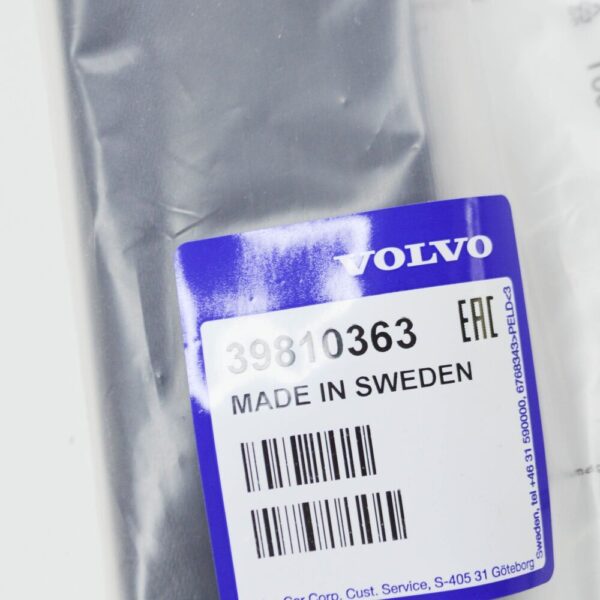 VOLVO
39810363 EAC
MADE IN SWEDEN
Car Corp. Cust. Service, S-405 31 Göteborg
Sweden, tel +46 31 590000, 6768343>PELD<3